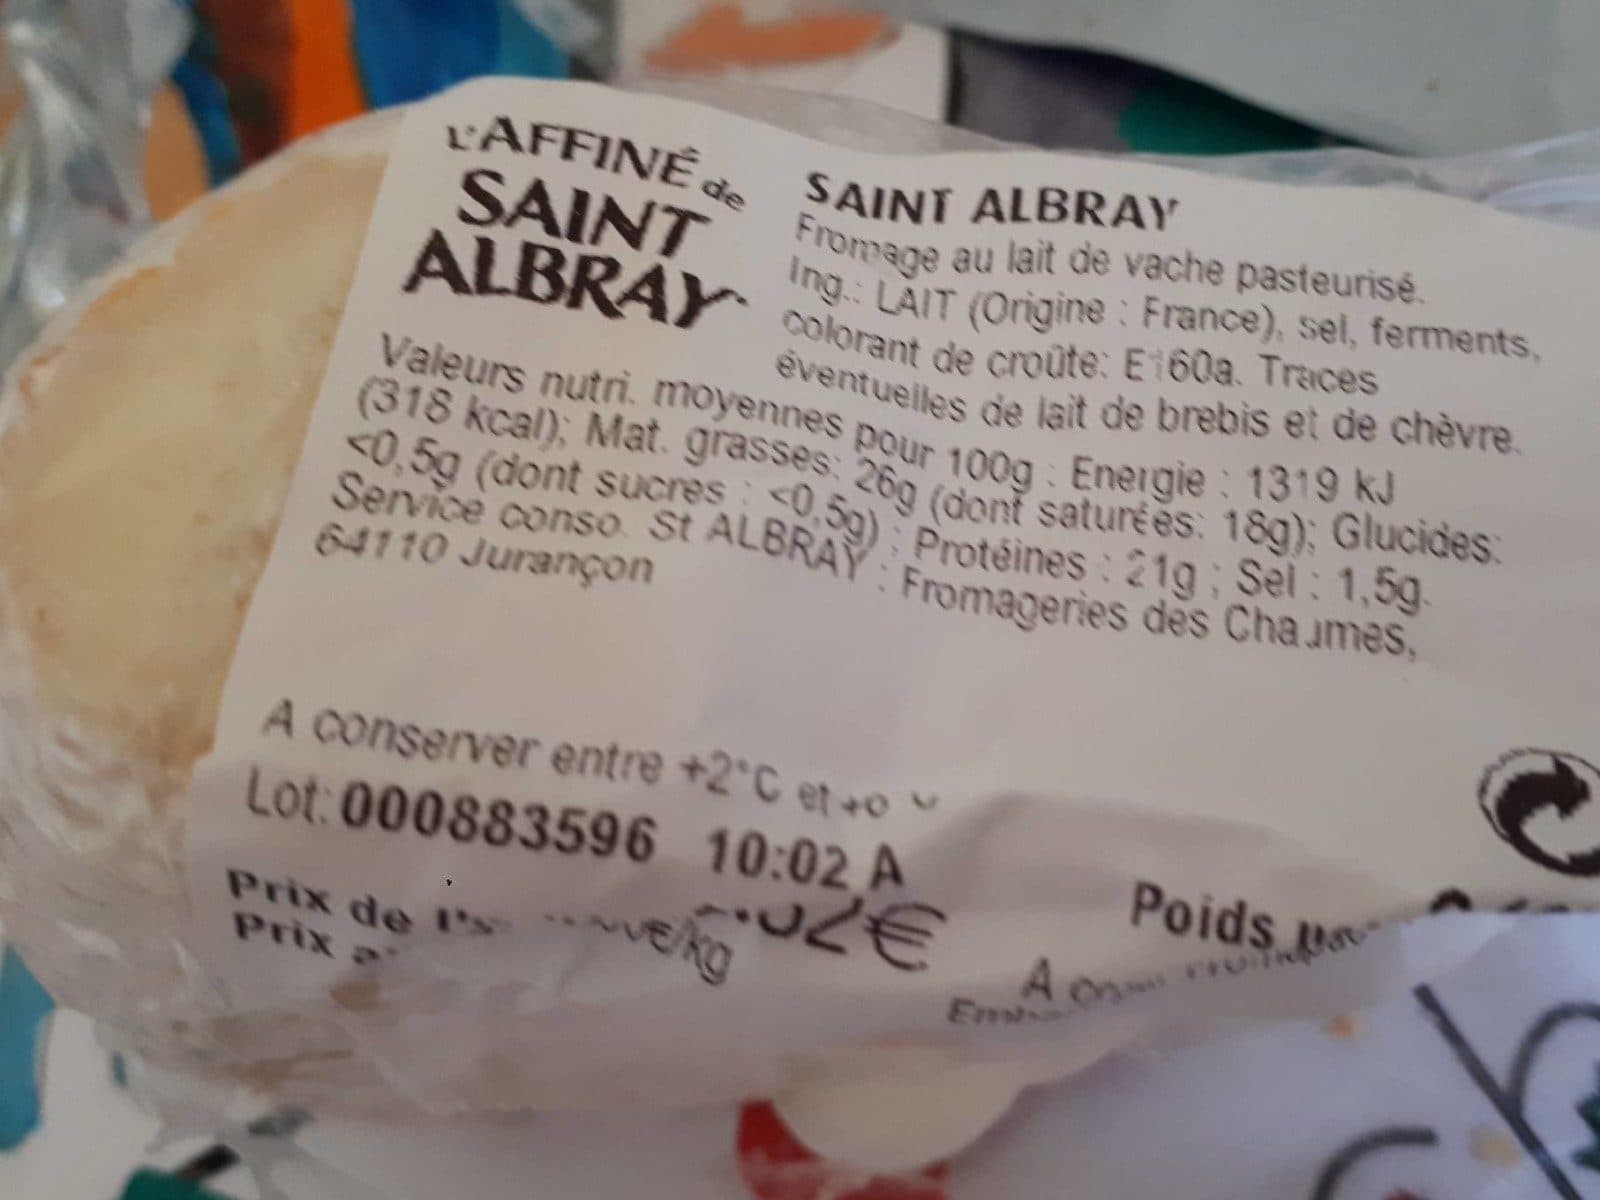 L'AFFINÉ de
SAINT
ALBRAY
SAINT ALBRAY
Fromage au lait de vache pasteurisé.
Ing.: LAIT (Origine : France), sel, ferments,
colorant de croûte: E160a. Traces
éventuelles de lait de brebis et de chèvre.
Valeurs nutri. moyennes pour 100g : Energie : 1319 kJ
(318 kcal); Mat. grasses: 26g (dont saturées: 18g); Glucides:
<0,5g (dont sucres : <0,5g) ; Protéines : 21g ; Sel : 1,5g.
Service conso. St ALBRAY : Fromageries des Chaumes,
64110 Jurançon
A conserver entre +2°C et
Lot: 000883596 10:02 A
Prix de €
Prix €/kg
Poids
A